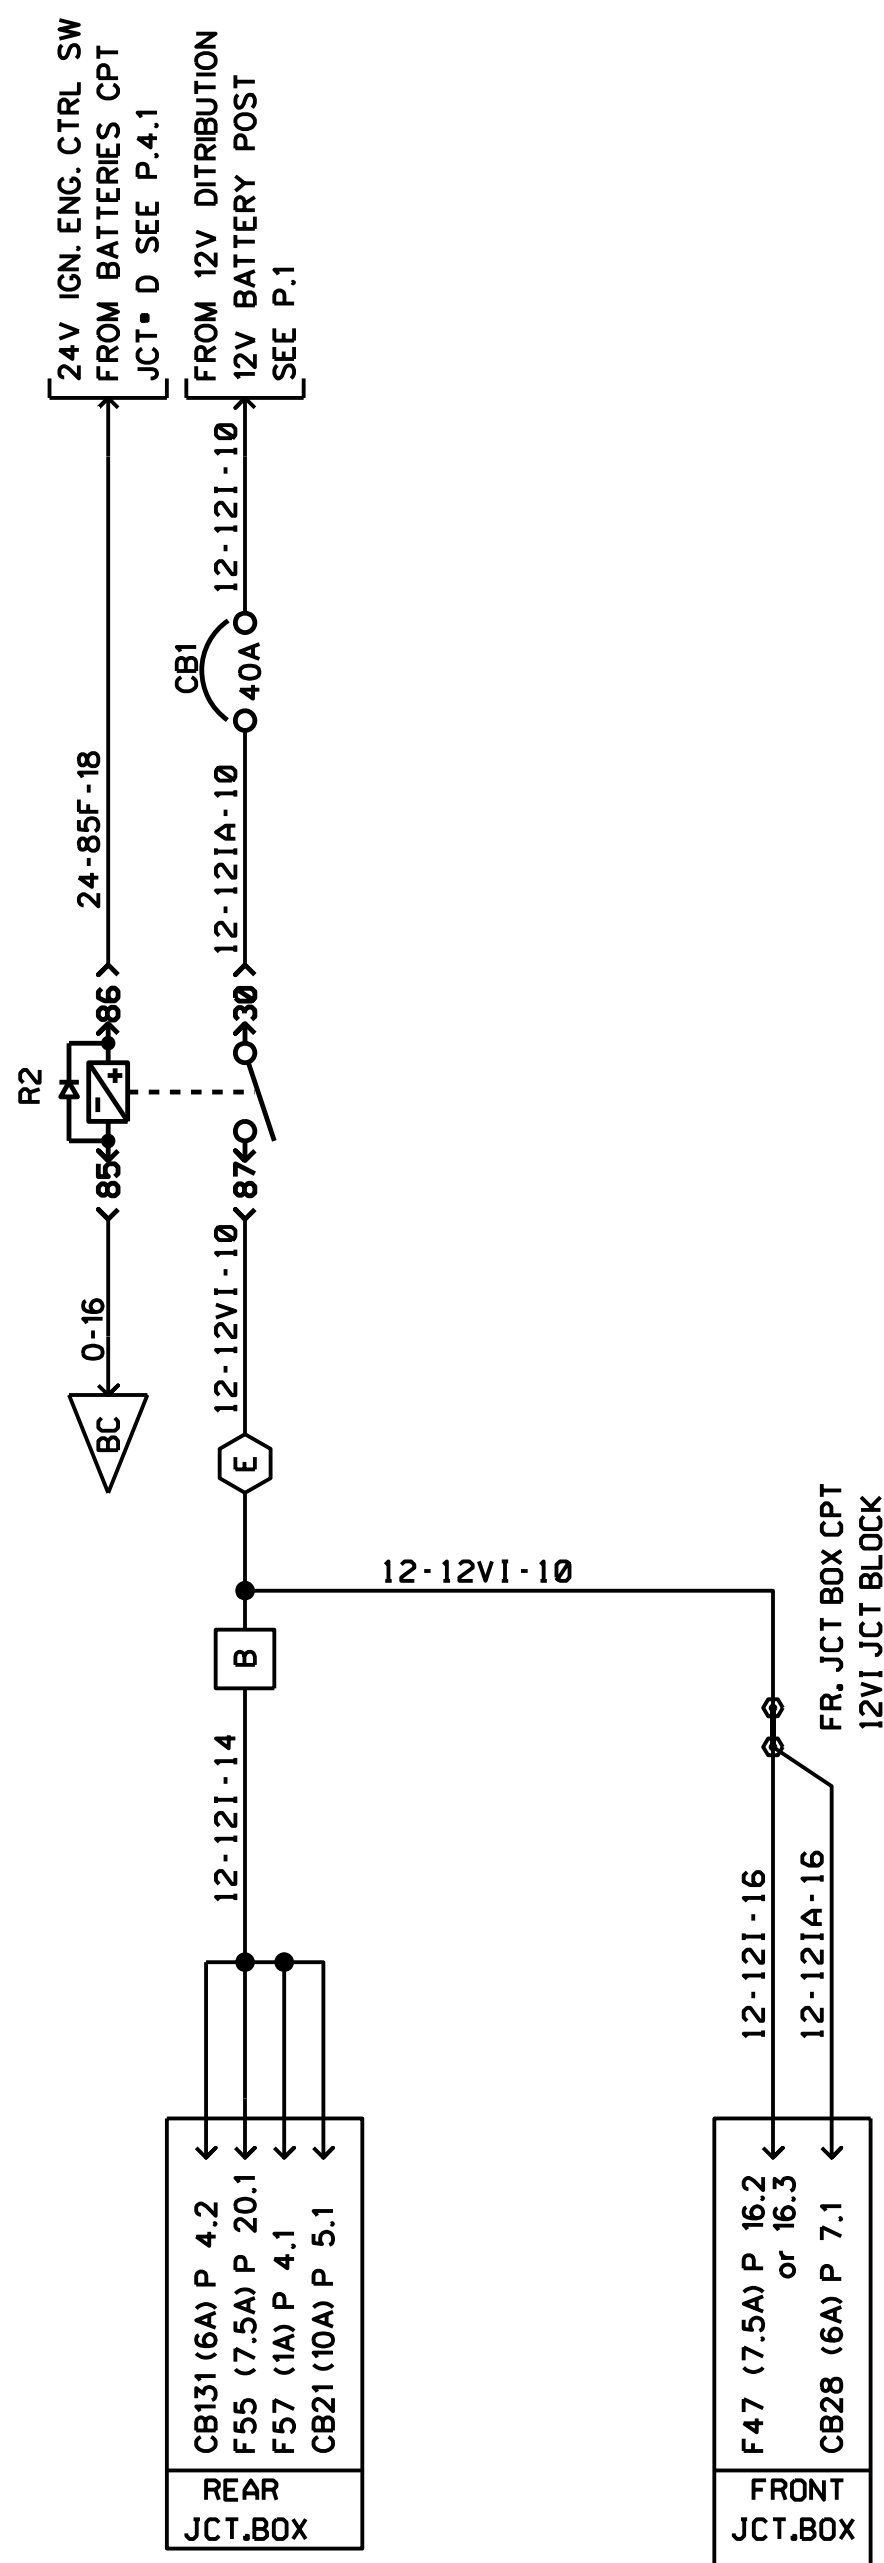 24V IGN. ENG. CTRL SW
FROM BATTERIES CPT
JCT. D SEE P.4.1
FROM 12V DITRIBUTION
12V BATTERY POST
SEE P.1
12-12I-10
CB1
40A
24-85F-18
12-12IA-10
86
30
R2
+
-
85
87
0-16
12-12VI-10
BC
E
12-12VI-10
B
FR. JCT BOX CPT
12VI JCT BLOCK
12-12I-14
12-12I-16
12-12IA-16
CB131 (6A) P 4.2
F55 (7.5A) P 20.1
F57 (1A) P 4.1
CB21 (10A) P 5.1
F47 (7.5A) P 16.2
or 16.3
CB28 (6A) P 7.1
REAR
JCT.BOX
FRONT
JCT.BOX